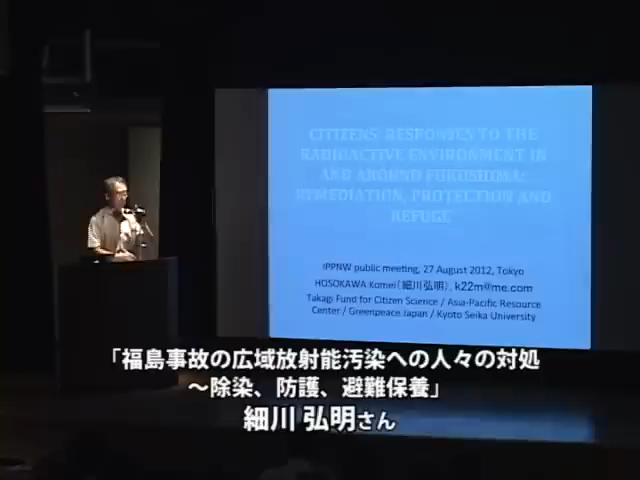 CITIZENS' RESPONSES TO THE
RADIOACTIVE ENVIRONMENT IN
AND AROUND FUKUSHIMA:
REMEDIATION, PROTECTION AND
REFUGE
IPPNW public meeting, 27 August 2012, Tokyo
HOSOKAWA Komei(細川弘明), k22m@me.com
Takagi Fund for Citizen Science / Asia-Pacific Resource
Center / Greenpeace Japan / Kyoto Seika University
「福島事故の広域放射能汚染への人々の対処
～除染、防護、避難保養」
細川 弘明さん